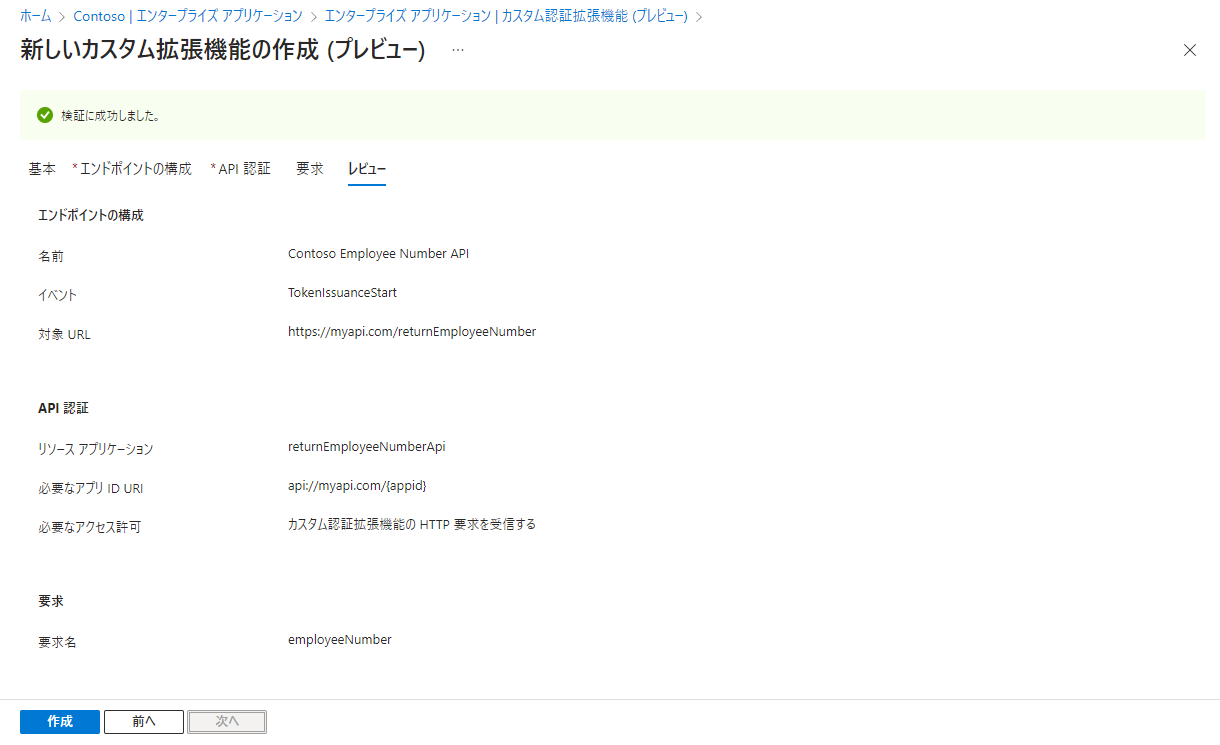 ホーム > Contoso | エンタープライズ アプリケーション > エンタープライズ アプリケーション | カスタム認証拡張機能 (プレビュー) >
新しいカスタム拡張機能の作成 (プレビュー) …
検証に成功しました。
基本 *エンドポイントの構成 *API 認証 要求 レビュー
エンドポイントの構成
名前 Contoso Employee Number API
イベント TokenIssuanceStart
対象 URL https://myapi.com/returnEmployeeNumber
API 認証
リソース アプリケーション returnEmployeeNumberApi
必要なアプリ ID URI api://myapi.com/{appid}
必要なアクセス許可 カスタム認証拡張機能の HTTP 要求を受信する
要求
要求名 employeeNumber
作成 前へ 次へ